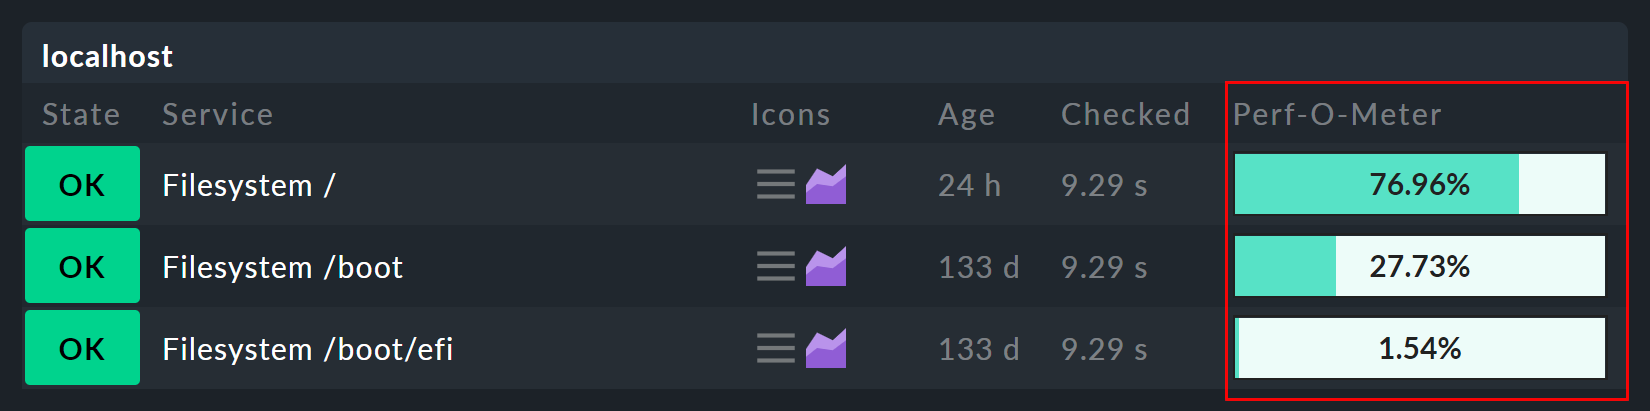 localhost
State Service Icons Age Checked Perf-O-Meter
OK Filesystem / 24 h 9.29 s 76.96%
OK Filesystem /boot 133 d 9.29 s 27.73%
OK Filesystem /boot/efi 133 d 9.29 s 1.54%